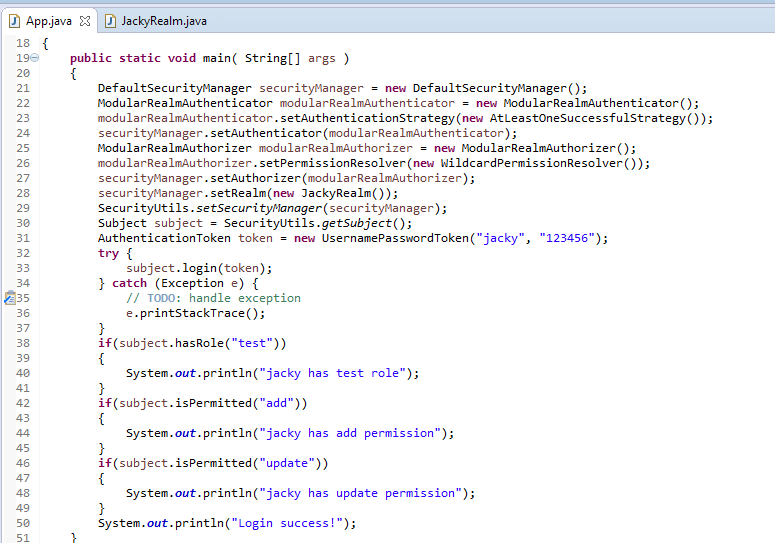 App.java JackyRealm.java
18 {
19 public static void main( String[] args )
20 {
21 DefaultSecurityManager securityManager = new DefaultSecurityManager();
22 ModularRealmAuthenticator modularRealmAuthenticator = new ModularRealmAuthenticator();
23 modularRealmAuthenticator.setAuthenticationStrategy(new AtLeastOneSuccessfulStrategy());
24 securityManager.setAuthenticator(modularRealmAuthenticator);
25 ModularRealmAuthorizer modularRealmAuthorizer = new ModularRealmAuthorizer();
26 modularRealmAuthorizer.setPermissionResolver(new WildcardPermissionResolver());
27 securityManager.setAuthorizer(modularRealmAuthorizer);
28 securityManager.setRealm(new JackyRealm());
29 SecurityUtils.setSecurityManager(securityManager);
30 Subject subject = SecurityUtils.getSubject();
31 AuthenticationToken token = new UsernamePasswordToken("jacky", "123456");
32 try {
33 subject.login(token);
34 } catch (Exception e) {
35 // TODO: handle exception
36 e.printStackTrace();
37 }
38 if(subject.hasRole("test"))
39 {
40 System.out.println("jacky has test role");
41 }
42 if(subject.isPermitted("add"))
43 {
44 System.out.println("jacky has add permission");
45 }
46 if(subject.isPermitted("update"))
47 {
48 System.out.println("jacky has update permission");
49 }
50 System.out.println("Login success!");
51 }